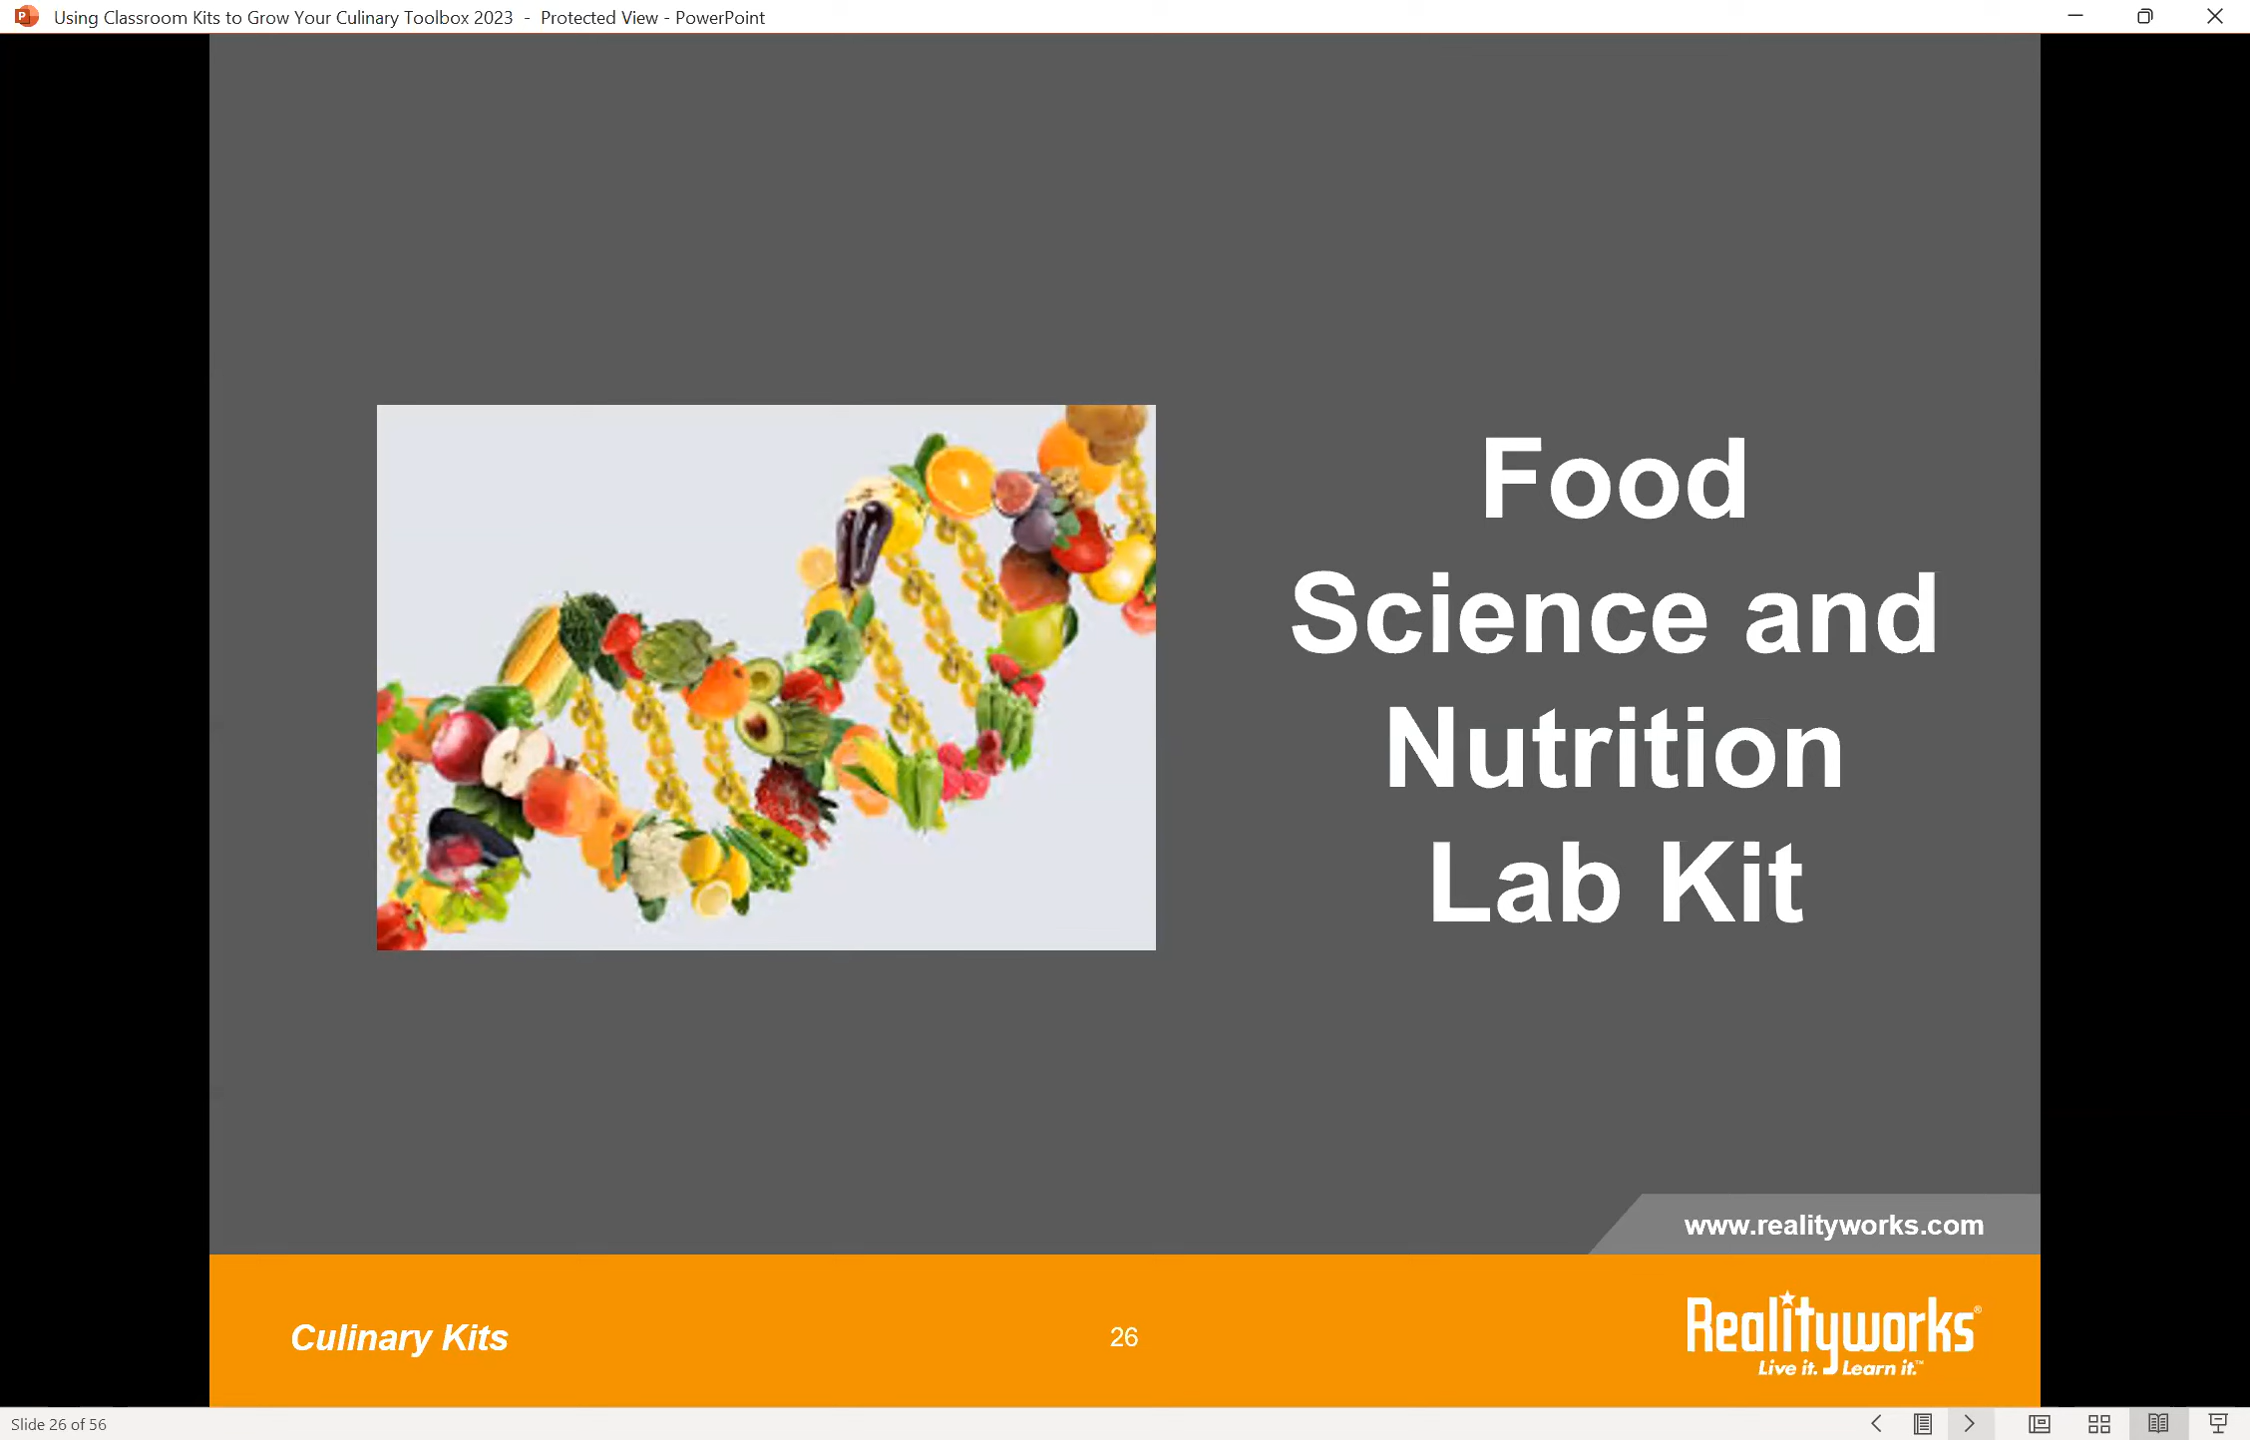 Using Classroom Kits to Grow Your Culinary Toolbox 2023 - Protected View - PowerPoint
Food
Science and
Nutrition
Lab Kit
www.realityworks.com
Culinary Kits
26
Realityworks®
Live it. Learn it.™
Slide 26 of 56